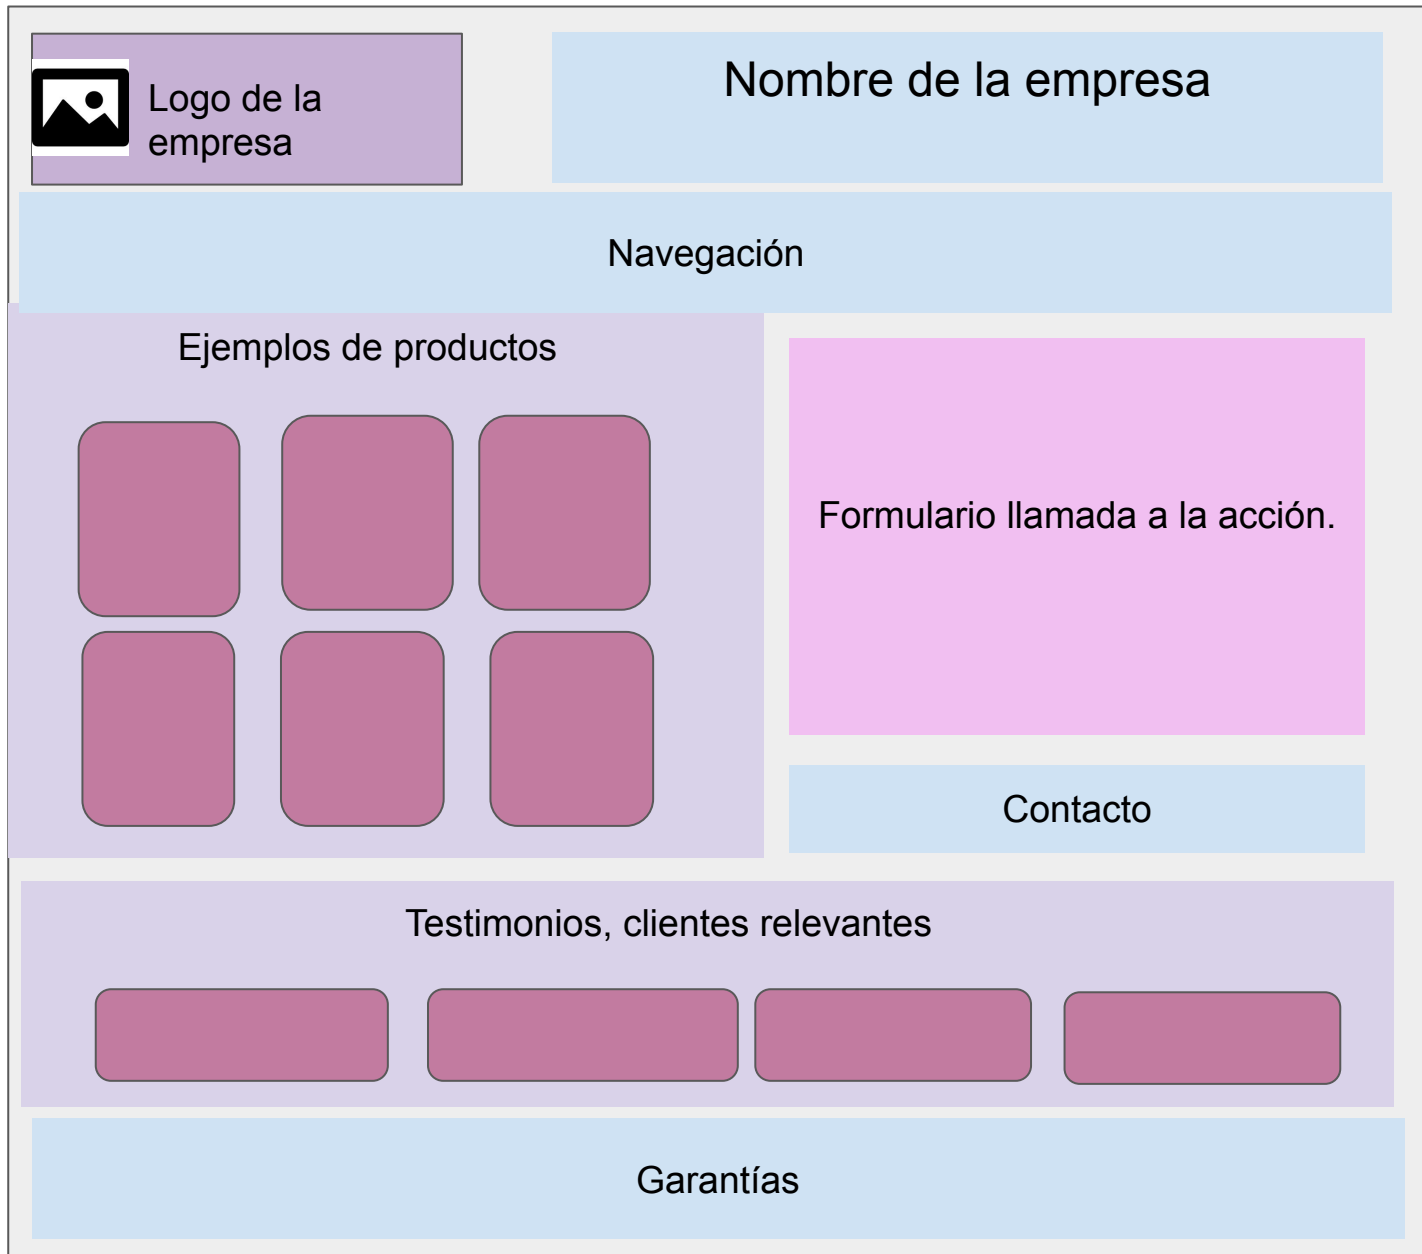 Logo de la
empresa
Nombre de la empresa
Navegación
Ejemplos de productos
Formulario llamada a la acción.
Contacto
Testimonios, clientes relevantes
Garantías